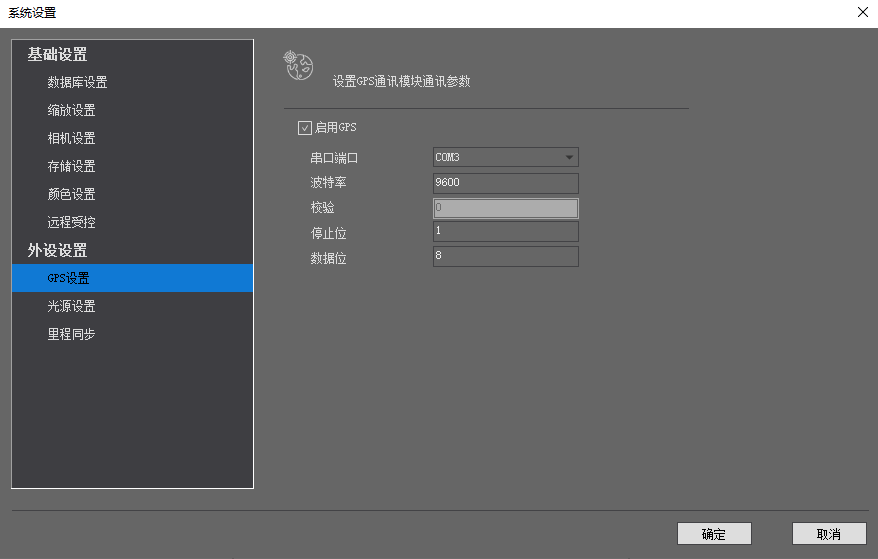 系统设置
基础设置
数据库设置
缩放设置
相机设置
存储设置
颜色设置
远程受控
外设设置
GPS设置
光源设置
里程同步
设置GPS通讯模块通讯参数
启用GPS
串口端口 COM3
波特率 9600
校验 0
停止位 1
数据位 8
确定 取消